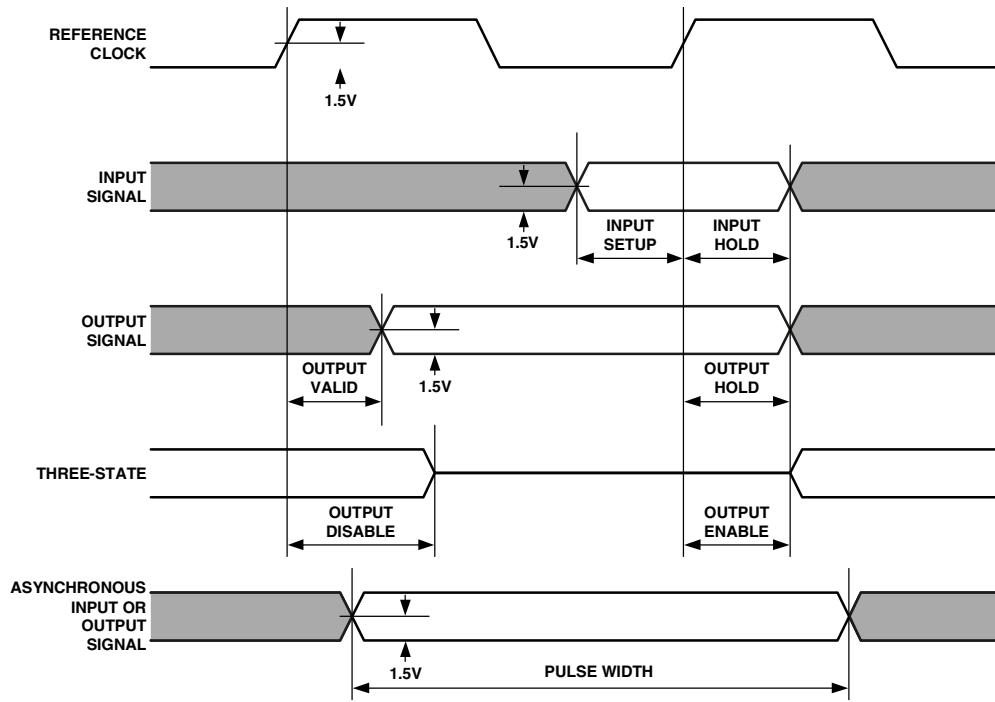 REFERENCE
CLOCK
1.5V
INPUT
SIGNAL
1.5V
INPUT
SETUP
INPUT
HOLD
OUTPUT
SIGNAL
OUTPUT
VALID
1.5V
OUTPUT
HOLD
THREE-STATE
OUTPUT
DISABLE
OUTPUT
ENABLE
ASYNCHRONOUS
INPUT OR
OUTPUT
SIGNAL
1.5V
PULSE WIDTH